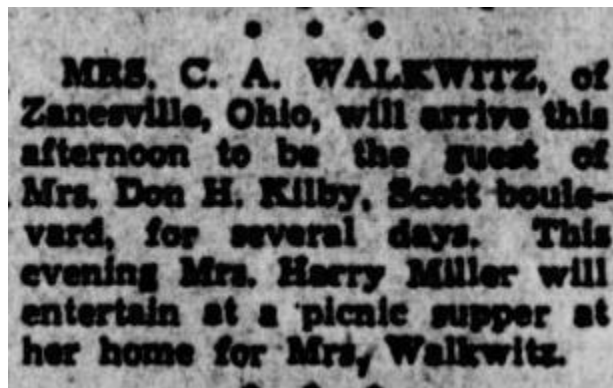 MRS. C. A. WALKWITZ, of
Zanesville, Ohio, will arrive this
afternoon to be the guest of
Mrs. Don H. Kilby, Scott boule-
vard, for several days. This
evening Mrs. Harry Miller will
entertain at a picnic supper at
her home for Mrs, Walkwitz.